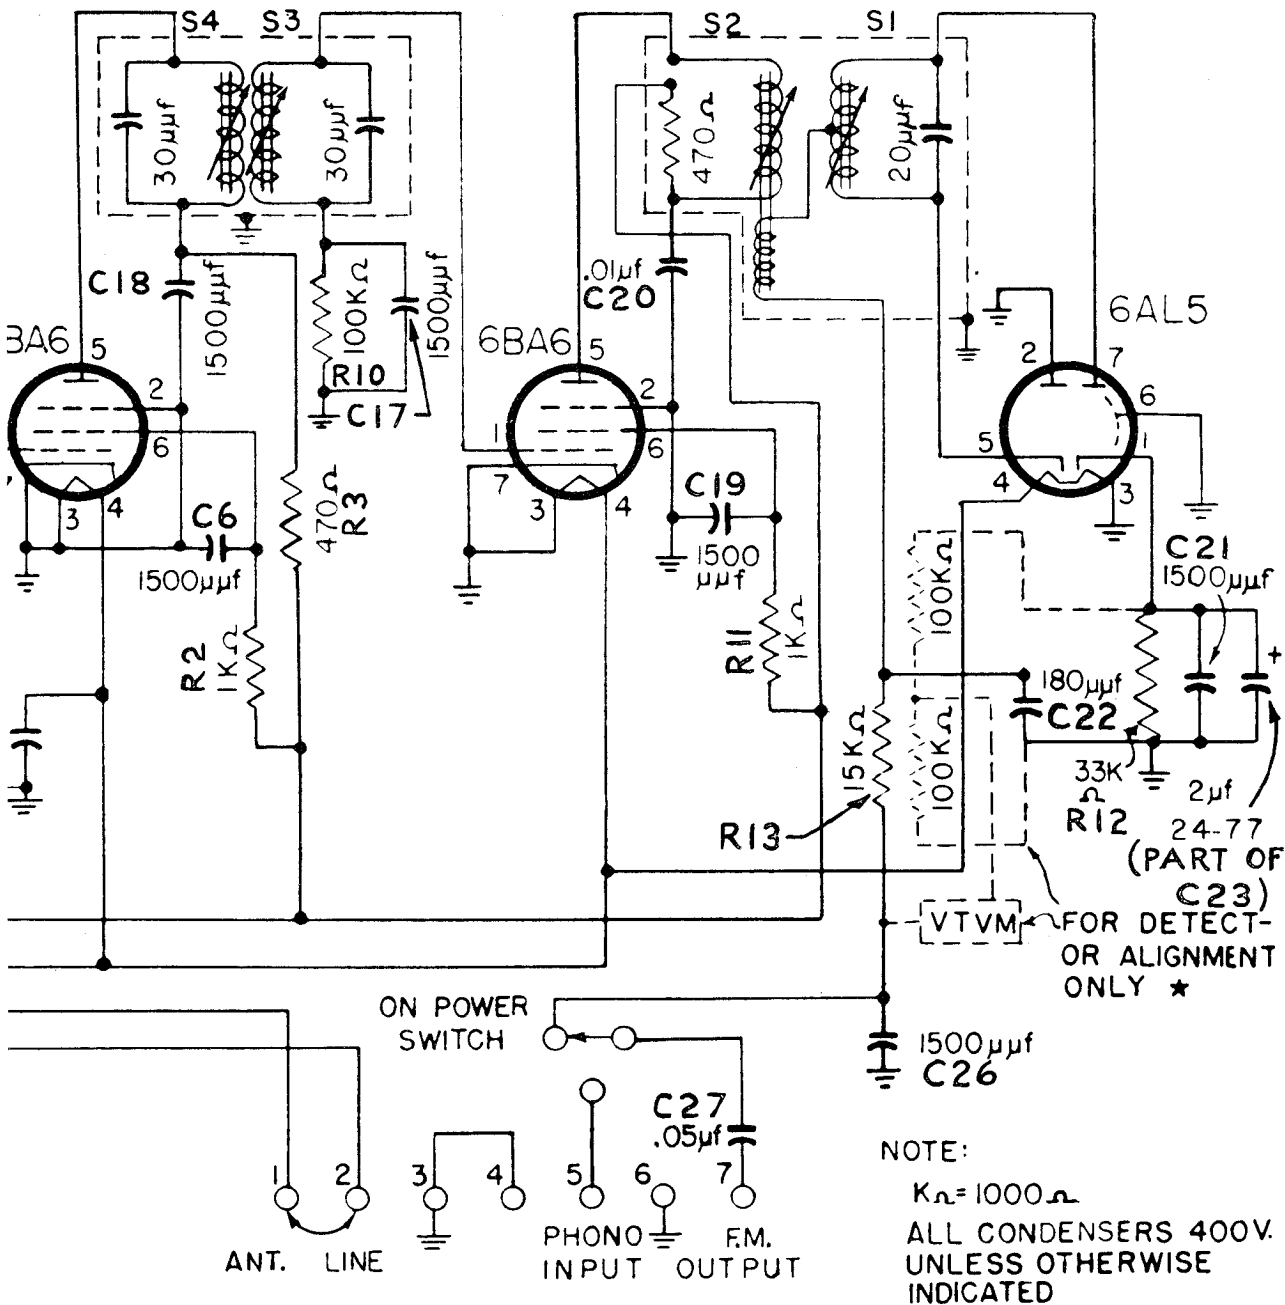 S4 S3 S2 S1
30µµf
30µµf
470Ω
20µµf
C18
1500µµf
100KΩ
1500µµf
R10
C17
.01µf
C20
6AL5
BA6 5
2
6
3 4
6BA6 5
1
2
6
7
3 4
2 7
6
5 1
4 3
C6
1500µµf
470Ω
R3
C19
1500
µµf
100KΩ
C21
1500µµf
R2
1KΩ
R11
1KΩ
180µµf
C22
+
15KΩ
100KΩ
33K
Ω
R12
2µf
24-77
(PART OF
C23)
R13
VTVM
FOR DETECT-
OR ALIGNMENT
ONLY ★
ON POWER
SWITCH
1500µµf
C26
C27
.05µf
1 2 3 4 5 6 7
ANT. LINE
PHONO F.M.
INPUT OUTPUT
NOTE:
KΩ=1000Ω
ALL CONDENSERS 400V.
UNLESS OTHERWISE
INDICATED